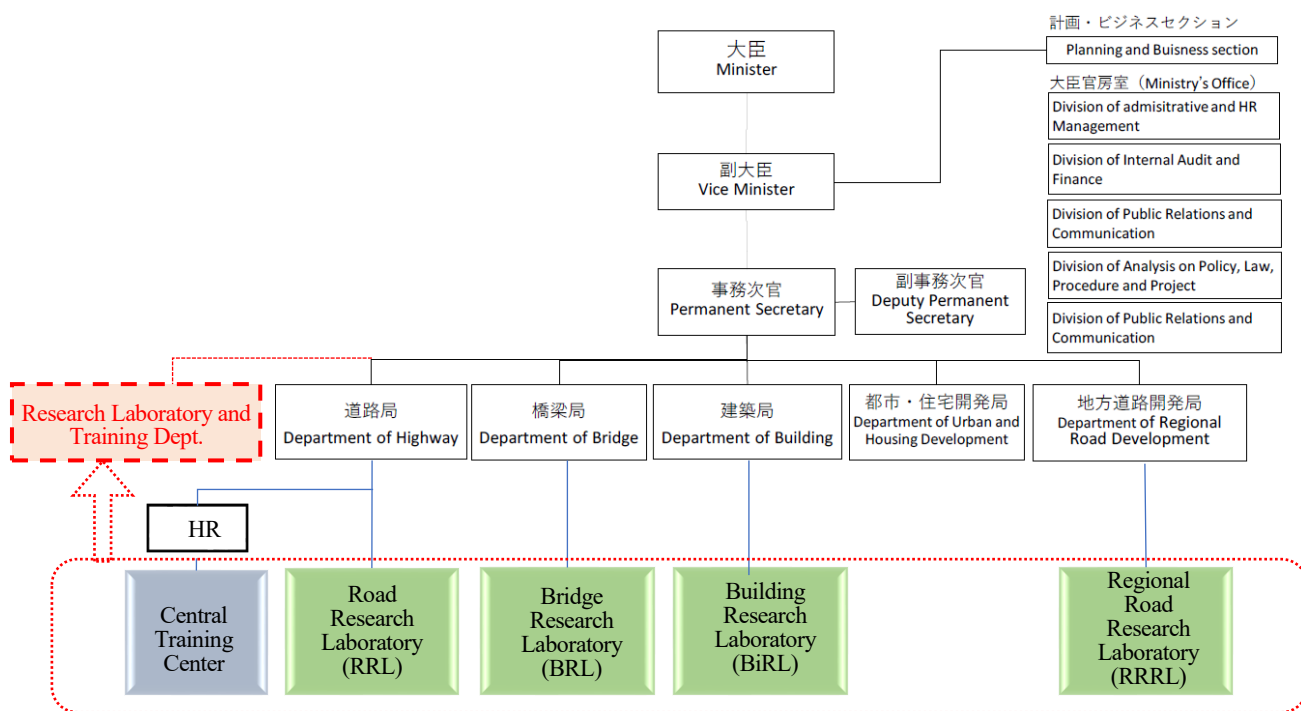 大臣
Minister
計画・ビジネスセクション
Planning and Buisness section
大臣官房室（Ministry's Office）
Division of admisitrative and HR
Management
Division of Internal Audit and
Finance
Division of Public Relations and
Communication
Division of Analysis on Policy, Law,
Procedure and Project
Division of Public Relations and
Communication
副大臣
Vice Minister
事務次官
Permanent Secretary
副事務次官
Deputy Permanent
Secretary
Research Laboratory and
Training Dept.
道路局
Department of Highway
橋梁局
Department of Bridge
建築局
Department of Building
都市・住宅開発局
Department of Urban and
Housing Development
地方道路開発局
Department of Regional
Road Development
HR
Central
Training
Center
Road
Research
Laboratory
(RRL)
Bridge
Research
Laboratory
(BRL)
Building
Research
Laboratory
(BiRL)
Regional
Road
Research
Laboratory
(RRRL)